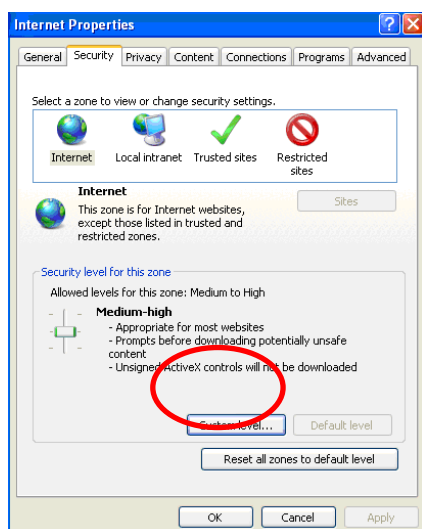 Internet Properties
General Security Privacy Content Connections Programs Advanced
Select a zone to view or change security settings.
Internet Local intranet Trusted sites Restricted
sites
Internet
Sites
This zone is for Internet websites,
except those listed in trusted and
restricted zones.
Security level for this zone
Allowed levels for this zone: Medium to High
Medium-high
- Appropriate for most websites
- Prompts before downloading potentially unsafe
content
- Unsigned ActiveX controls will not be downloaded
Custom level... Default level
Reset all zones to default level
OK Cancel Apply